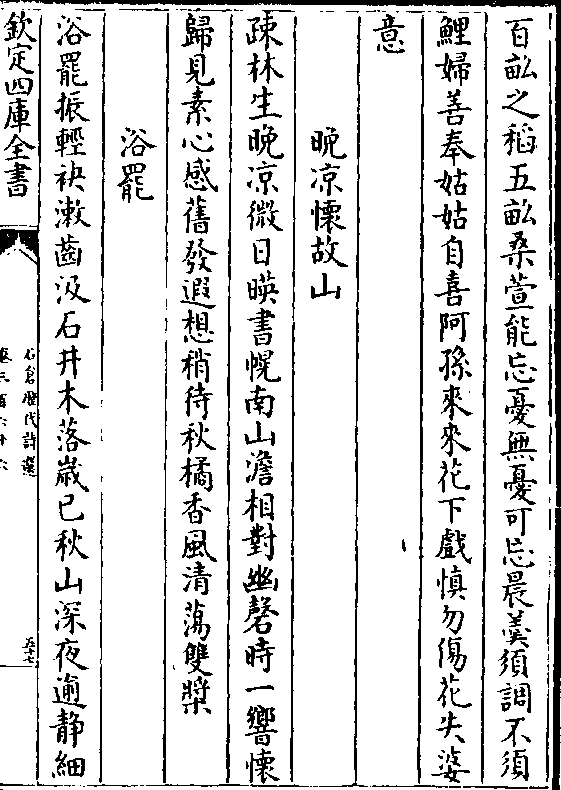 百畝之稻五畝桑萱能忘憂無憂可忘晨羮須調不須
鯉婦善奉姑姑自喜阿孫來來花下戲慎勿傷花失婆
意
晩凉懷故山
疎林生晩凉微日暎書幌南山澹相對幽磬時一響懷
歸見素心感舊發遐想稍待秋橘香風清蕩雙槳
浴罷
浴罷振輕袂漱齒汲石井木落歲已秋山深夜逾静細
欽定四庫全書
石倉歷代詩選
卷三百六十六
五十七